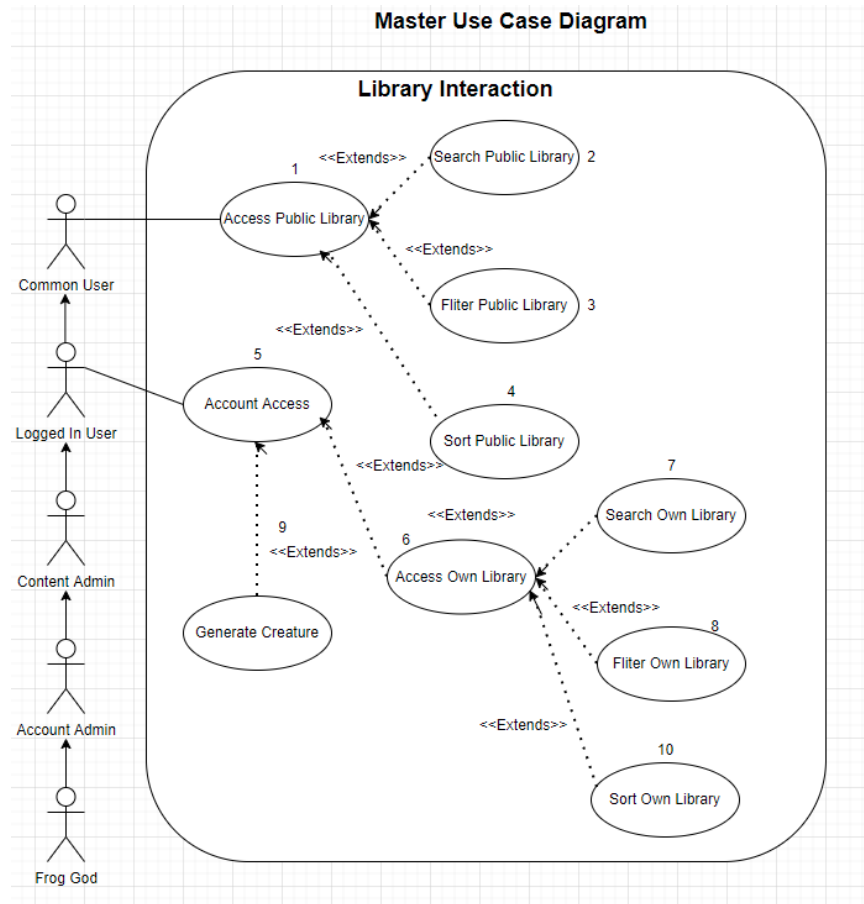 Master Use Case Diagram
Library Interaction
<<Extends>>
Search Public Library
2
1
Access Public Library
<<Extends>>
Common User
Fliter Public Library
3
<<Extends>>
5
4
Account Access
Logged In User
Sort Public Library
<<Extends>>
7
<<Extends>>
Search Own Library
9
6
<<Extends>>
Access Own Library
Content Admin
<<Extends>>
8
Generate Creature
Fliter Own Library
Account Admin
<<Extends>>
10
Sort Own Library
Frog God